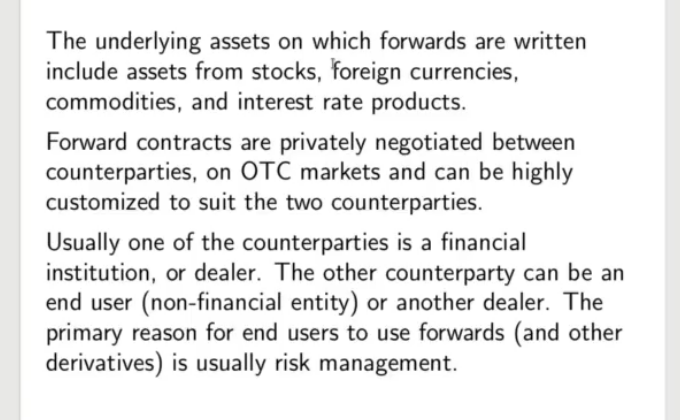 The underlying assets on which forwards are written
include assets from stocks, foreign currencies,
commodities, and interest rate products.
Forward contracts are privately negotiated between
counterparties, on OTC markets and can be highly
customized to suit the two counterparties.
Usually one of the counterparties is a financial
institution, or dealer. The other counterparty can be an
end user (non-financial entity) or another dealer. The
primary reason for end users to use forwards (and other
derivatives) is usually risk management.